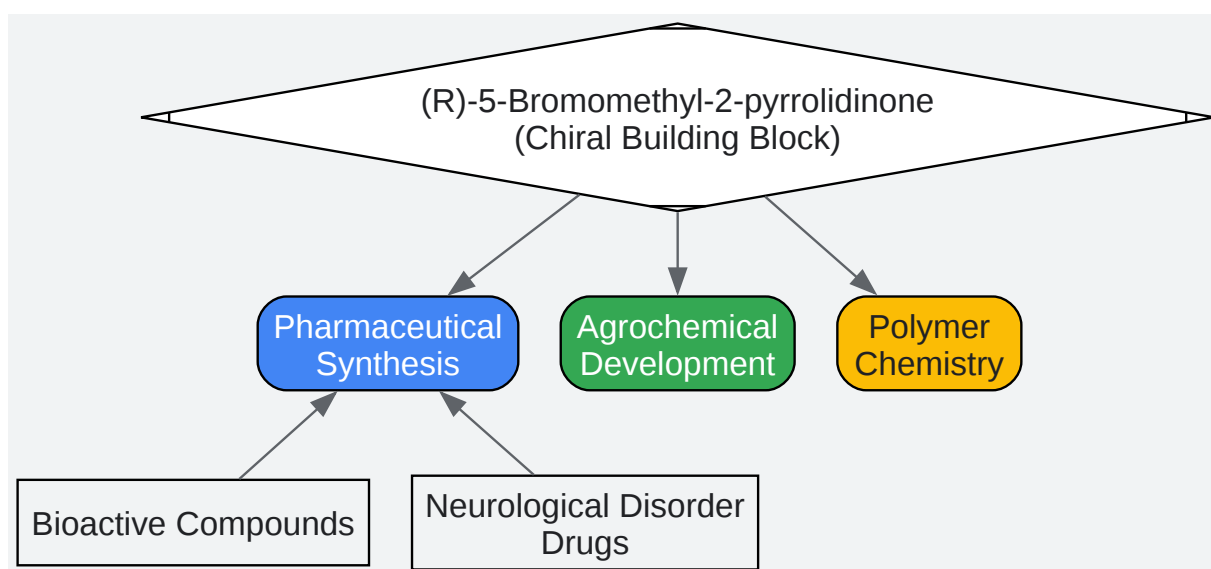 (R)-5-Bromomethyl-2-pyrrolidinone
(Chiral Building Block)
Pharmaceutical
Synthesis
Agrochemical
Development
Polymer
Chemistry
Bioactive Compounds
Neurological Disorder
Drugs